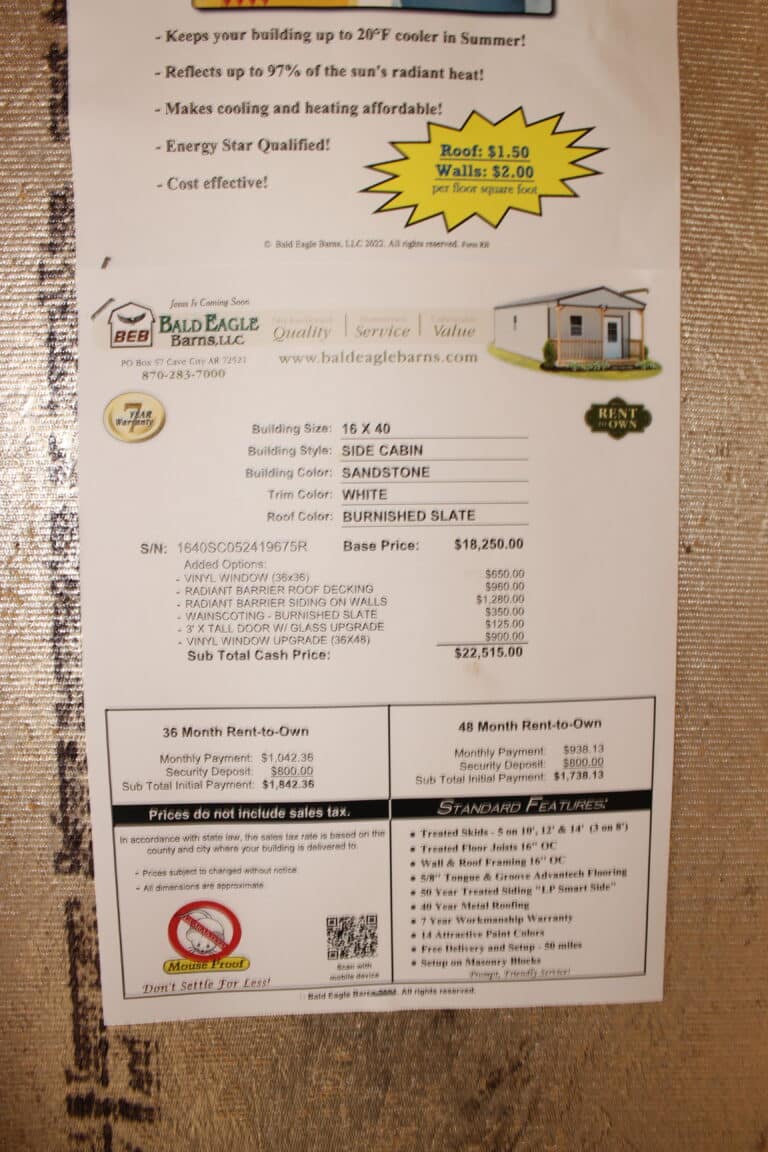 - Keeps your building up to 20°F cooler in Summer!
- Reflects up to 97% of the sun's radiant heat!
- Makes cooling and heating affordable!
- Energy Star Qualified!
- Cost effective!
Roof: $1.50
Walls: $2.00
per floor square foot
© Bald Eagle Barns, LLC 2022. All rights reserved. Form RB
Jesus Is Coming Soon
BEB
BALD EAGLE
BARNS, LLC
Quality | Service | Value
PO Box 57 Cave City AR 72521
870-283-7000
www.baldeaglebarns.com
7 YEAR
Warranty
RENT
TO OWN
Building Size: 16 X 40
Building Style: SIDE CABIN
Building Color: SANDSTONE
Trim Color: WHITE
Roof Color: BURNISHED SLATE
S/N: 1640SC052419675R Base Price: $18,250.00
Added Options:
- VINYL WINDOW (36x36) $650.00
- RADIANT BARRIER ROOF DECKING $960.00
- RADIANT BARRIER SIDING ON WALLS $1,280.00
- WAINSCOTING - BURNISHED SLATE $350.00
- 3' X TALL DOOR W/ GLASS UPGRADE $125.00
- VINYL WINDOW UPGRADE (36X48) $900.00
Sub Total Cash Price: $22,515.00
36 Month Rent-to-Own
Monthly Payment: $1,042.36
Security Deposit: $800.00
Sub Total Initial Payment: $1,842.36
48 Month Rent-to-Own
Monthly Payment: $938.13
Security Deposit: $800.00
Sub Total Initial Payment: $1,738.13
Prices do not include sales tax.
In accordance with state law, the sales tax rate is based on the
county and city where your building is delivered to.
- Prices subject to changed without notice.
- All dimensions are approximate.
Mouse Proof
Don't Settle For Less!
Scan with
mobile device
STANDARD FEATURES:
• Treated Skids - 5 on 10', 12' & 14' (3 on 8')
• Treated Floor Joists 16" OC
• Wall & Roof Framing 16" OC
• 5/8" Tongue & Groove Advantech Flooring
• 50 Year Treated Siding "LP Smart Side"
• 40 Year Metal Roofing
• 7 Year Workmanship Warranty
• 14 Attractive Paint Colors
• Free Delivery and Setup - 50 miles
• Setup on Masonry Blocks
Prompt, Friendly Service!
Bald Eagle Barns All rights reserved.